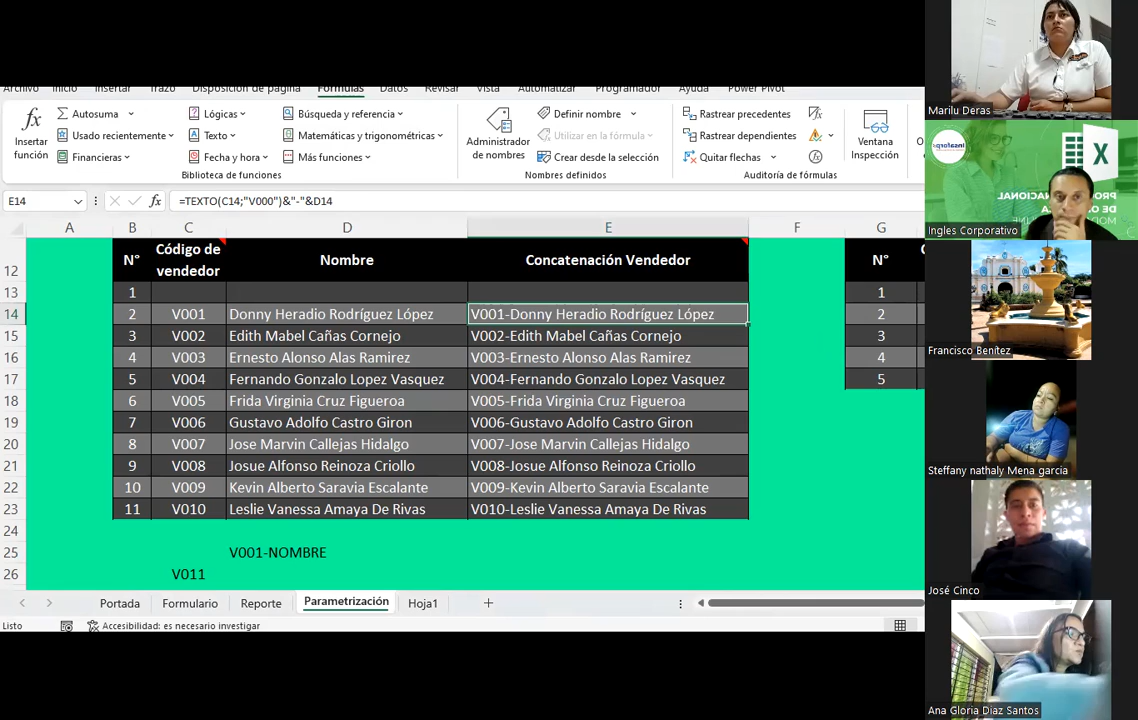 Archivo Inicio Insertar Trazo Disposición de página Fórmulas Datos Revisar Vista Automatizar Programador Ayuda Power Pivot
Insertar función
Autosuma
Usado recientemente
Financieras
Lógicas
Texto
Fecha y hora
Búsqueda y referencia
Matemáticas y trigonométricas
Más funciones
Biblioteca de funciones
Administrador de nombres
Definir nombre
Utilizar en la fórmula
Crear desde la selección
Nombres definidos
Rastrear precedentes
Rastrear dependientes
Quitar flechas
Auditoría de fórmulas
Ventana Inspección
E14 fx =TEXTO(C14;"V000")&"-"&D14
A B C D E F G
12 N° Código de vendedor Nombre Concatenación Vendedor N°
13 1 1
14 2 V001 Donny Heradio Rodríguez López V001-Donny Heradio Rodríguez López 2
15 3 V002 Edith Mabel Cañas Cornejo V002-Edith Mabel Cañas Cornejo 3
16 4 V003 Ernesto Alonso Alas Ramirez V003-Ernesto Alonso Alas Ramirez 4
17 5 V004 Fernando Gonzalo Lopez Vasquez V004-Fernando Gonzalo Lopez Vasquez 5
18 6 V005 Frida Virginia Cruz Figueroa V005-Frida Virginia Cruz Figueroa
19 7 V006 Gustavo Adolfo Castro Giron V006-Gustavo Adolfo Castro Giron
20 8 V007 Jose Marvin Callejas Hidalgo V007-Jose Marvin Callejas Hidalgo
21 9 V008 Josue Alfonso Reinoza Criollo V008-Josue Alfonso Reinoza Criollo
22 10 V009 Kevin Alberto Saravia Escalante V009-Kevin Alberto Saravia Escalante
23 11 V010 Leslie Vanessa Amaya De Rivas V010-Leslie Vanessa Amaya De Rivas
24
25 V001-NOMBRE
26 V011
Portada Formulario Reporte Parametrización Hoja1
Listo Accesibilidad: es necesario investigar
Marilu Deras
Ingles Corporativo
Francisco Benítez
Steffany nathaly Mena garcia
José Cinco
Ana Gloria Diaz Santos